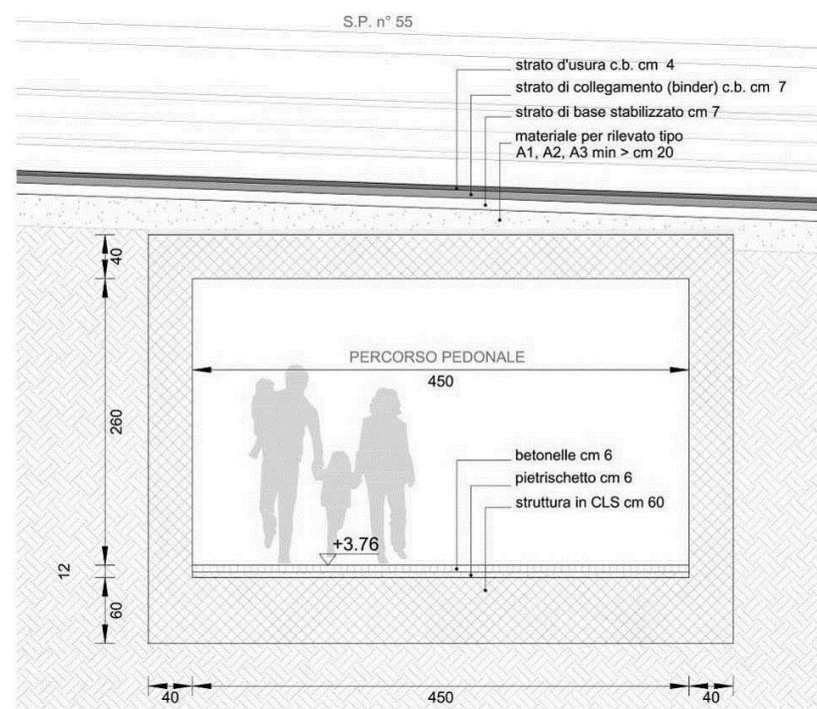 S.P. n° 55
strato d'usura c.b. cm 4
strato di collegamento (binder) c.b. cm 7
strato di base stabilizzato cm 7
materiale per rilevato tipo
A1, A2, A3 min > cm 20
40
PERCORSO PEDONALE
450
260
betonelle cm 6
pietrischetto cm 6
struttura in CLS cm 60
+3.76
12
60
40
450
40